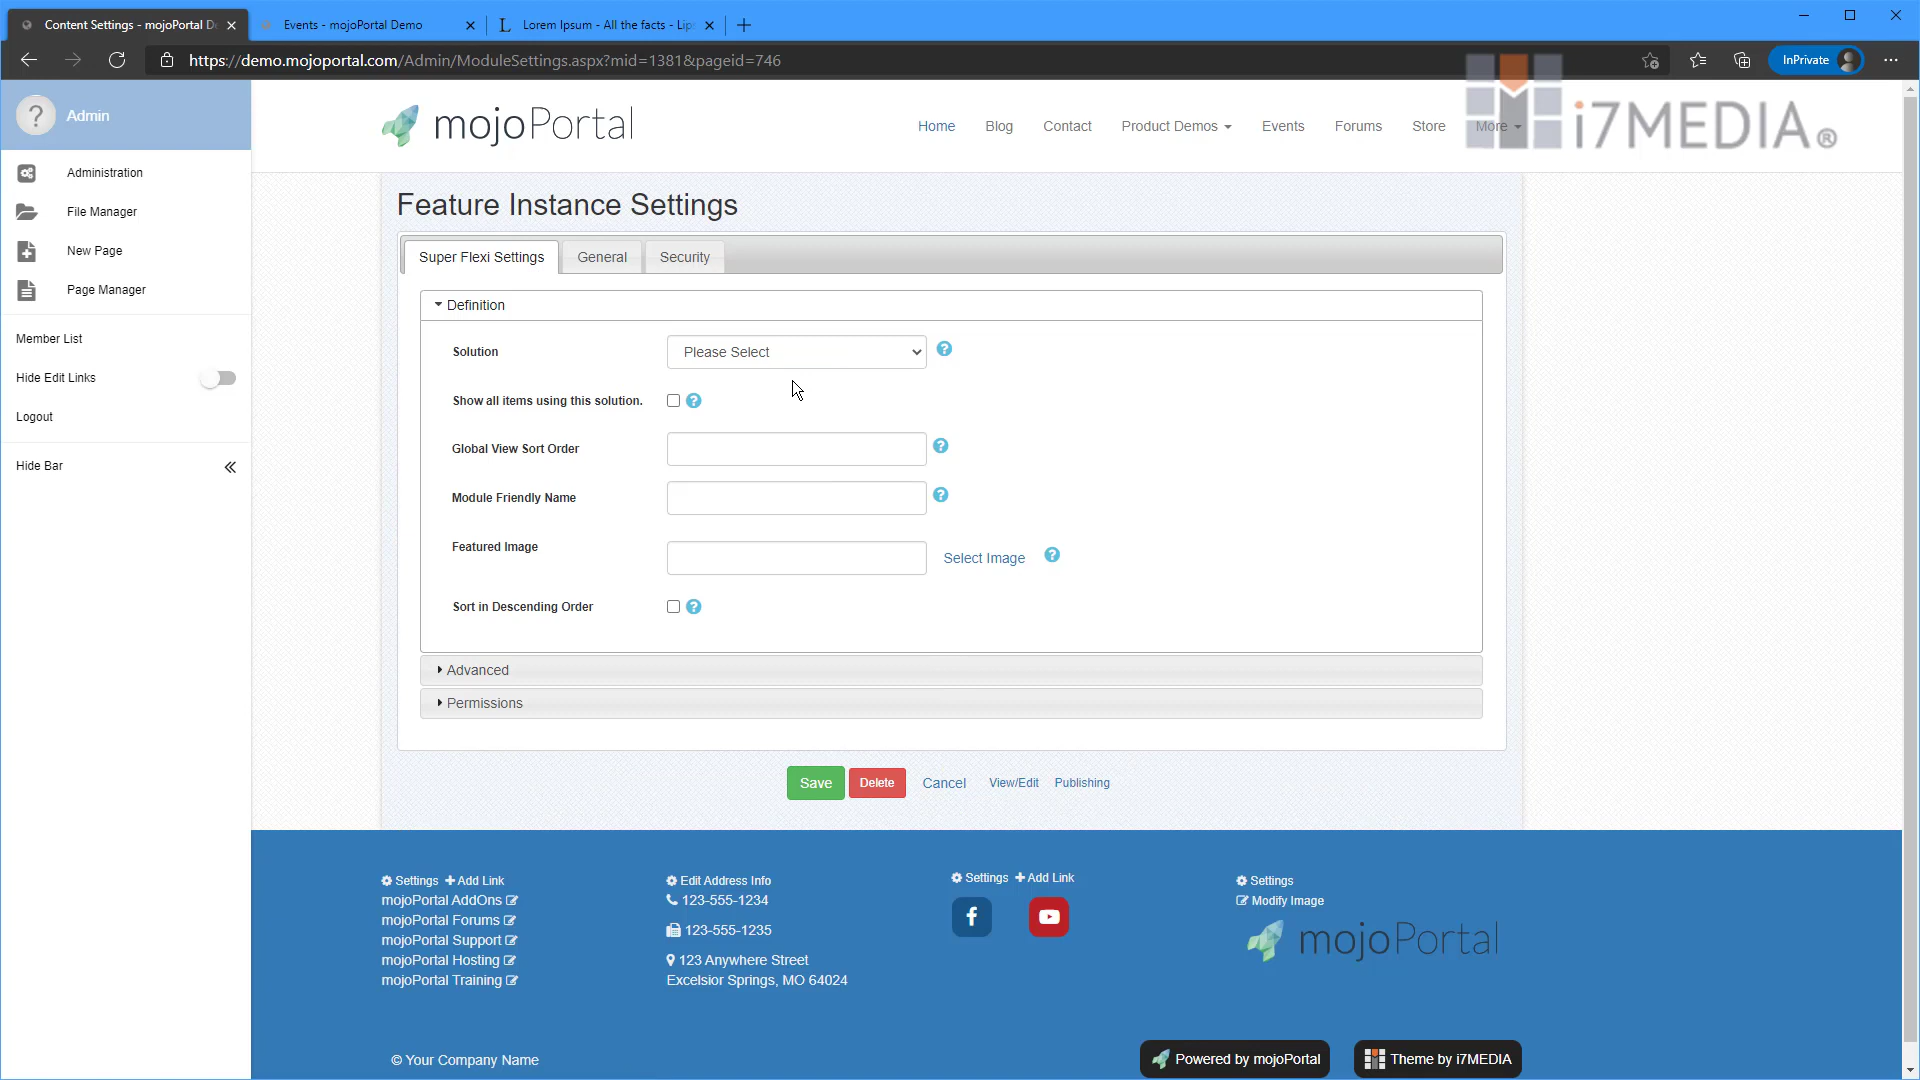 Content Settings - mojoPortal D
Events - mojoPortal Demo
Lorem Ipsum - All the facts - Lip
https://demo.mojoportal.com/Admin/ModuleSettings.aspx?mid=1381&pageid=746
InPrivate
Admin
Administration
File Manager
New Page
Page Manager
Member List
Hide Edit Links
Logout
Hide Bar
mojoPortal
Home
Blog
Contact
Product Demos
Events
Forums
Store
More
i7MEDIA®
Feature Instance Settings
Super Flexi Settings
General
Security
Definition
Solution
Please Select
Show all items using this solution.
Global View Sort Order
Module Friendly Name
Featured Image
Select Image
Sort in Descending Order
Advanced
Permissions
Save
Delete
Cancel
View/Edit
Publishing
Settings
Add Link
mojoPortal AddOns
mojoPortal Forums
mojoPortal Support
mojoPortal Hosting
mojoPortal Training
Edit Address Info
123-555-1234
123-555-1235
123 Anywhere Street
Excelsior Springs, MO 64024
Settings
Add Link
Settings
Modify Image
mojoPortal
© Your Company Name
Powered by mojoPortal
Theme by i7MEDIA